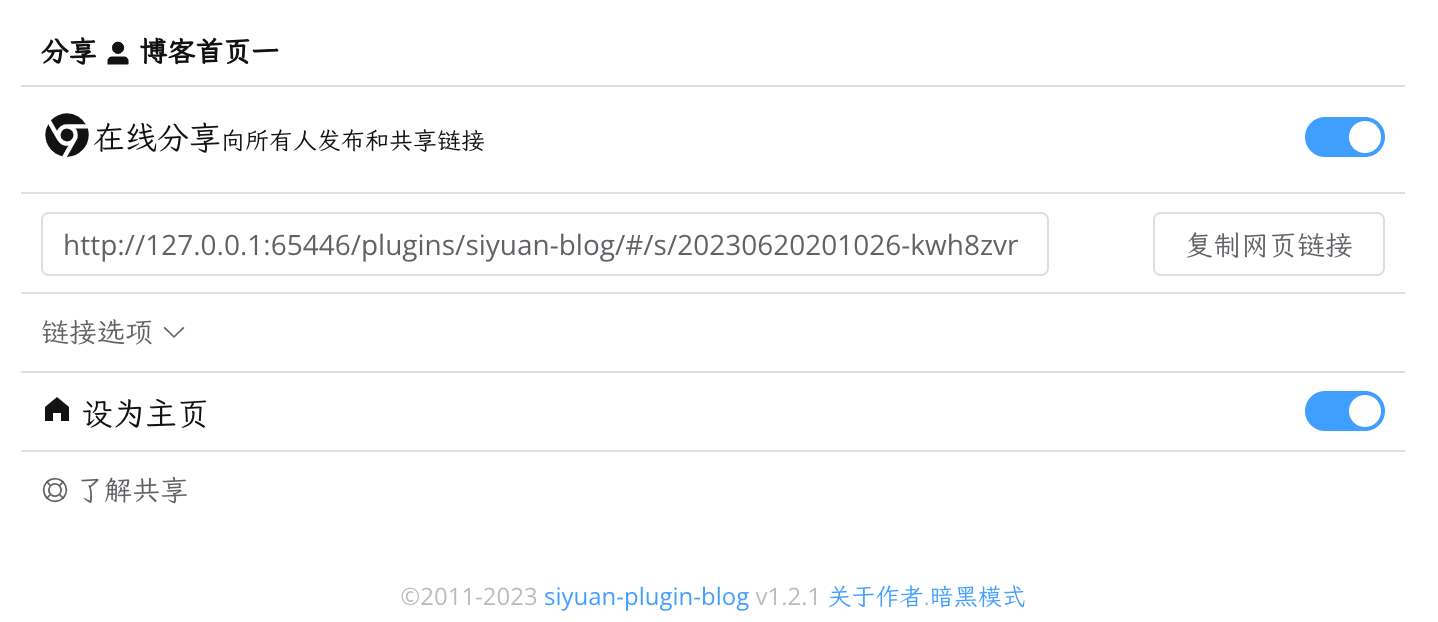 分享 博客首页一
在线分享向所有人发布和共享链接
http://127.0.0.1:65446/plugins/siyuan-blog/#/s/20230620201026-kwh8zvr 复制网页链接
链接选项
设为主页
了解共享
©2011-2023 siyuan-plugin-blog v1.2.1 关于作者.暗黑模式